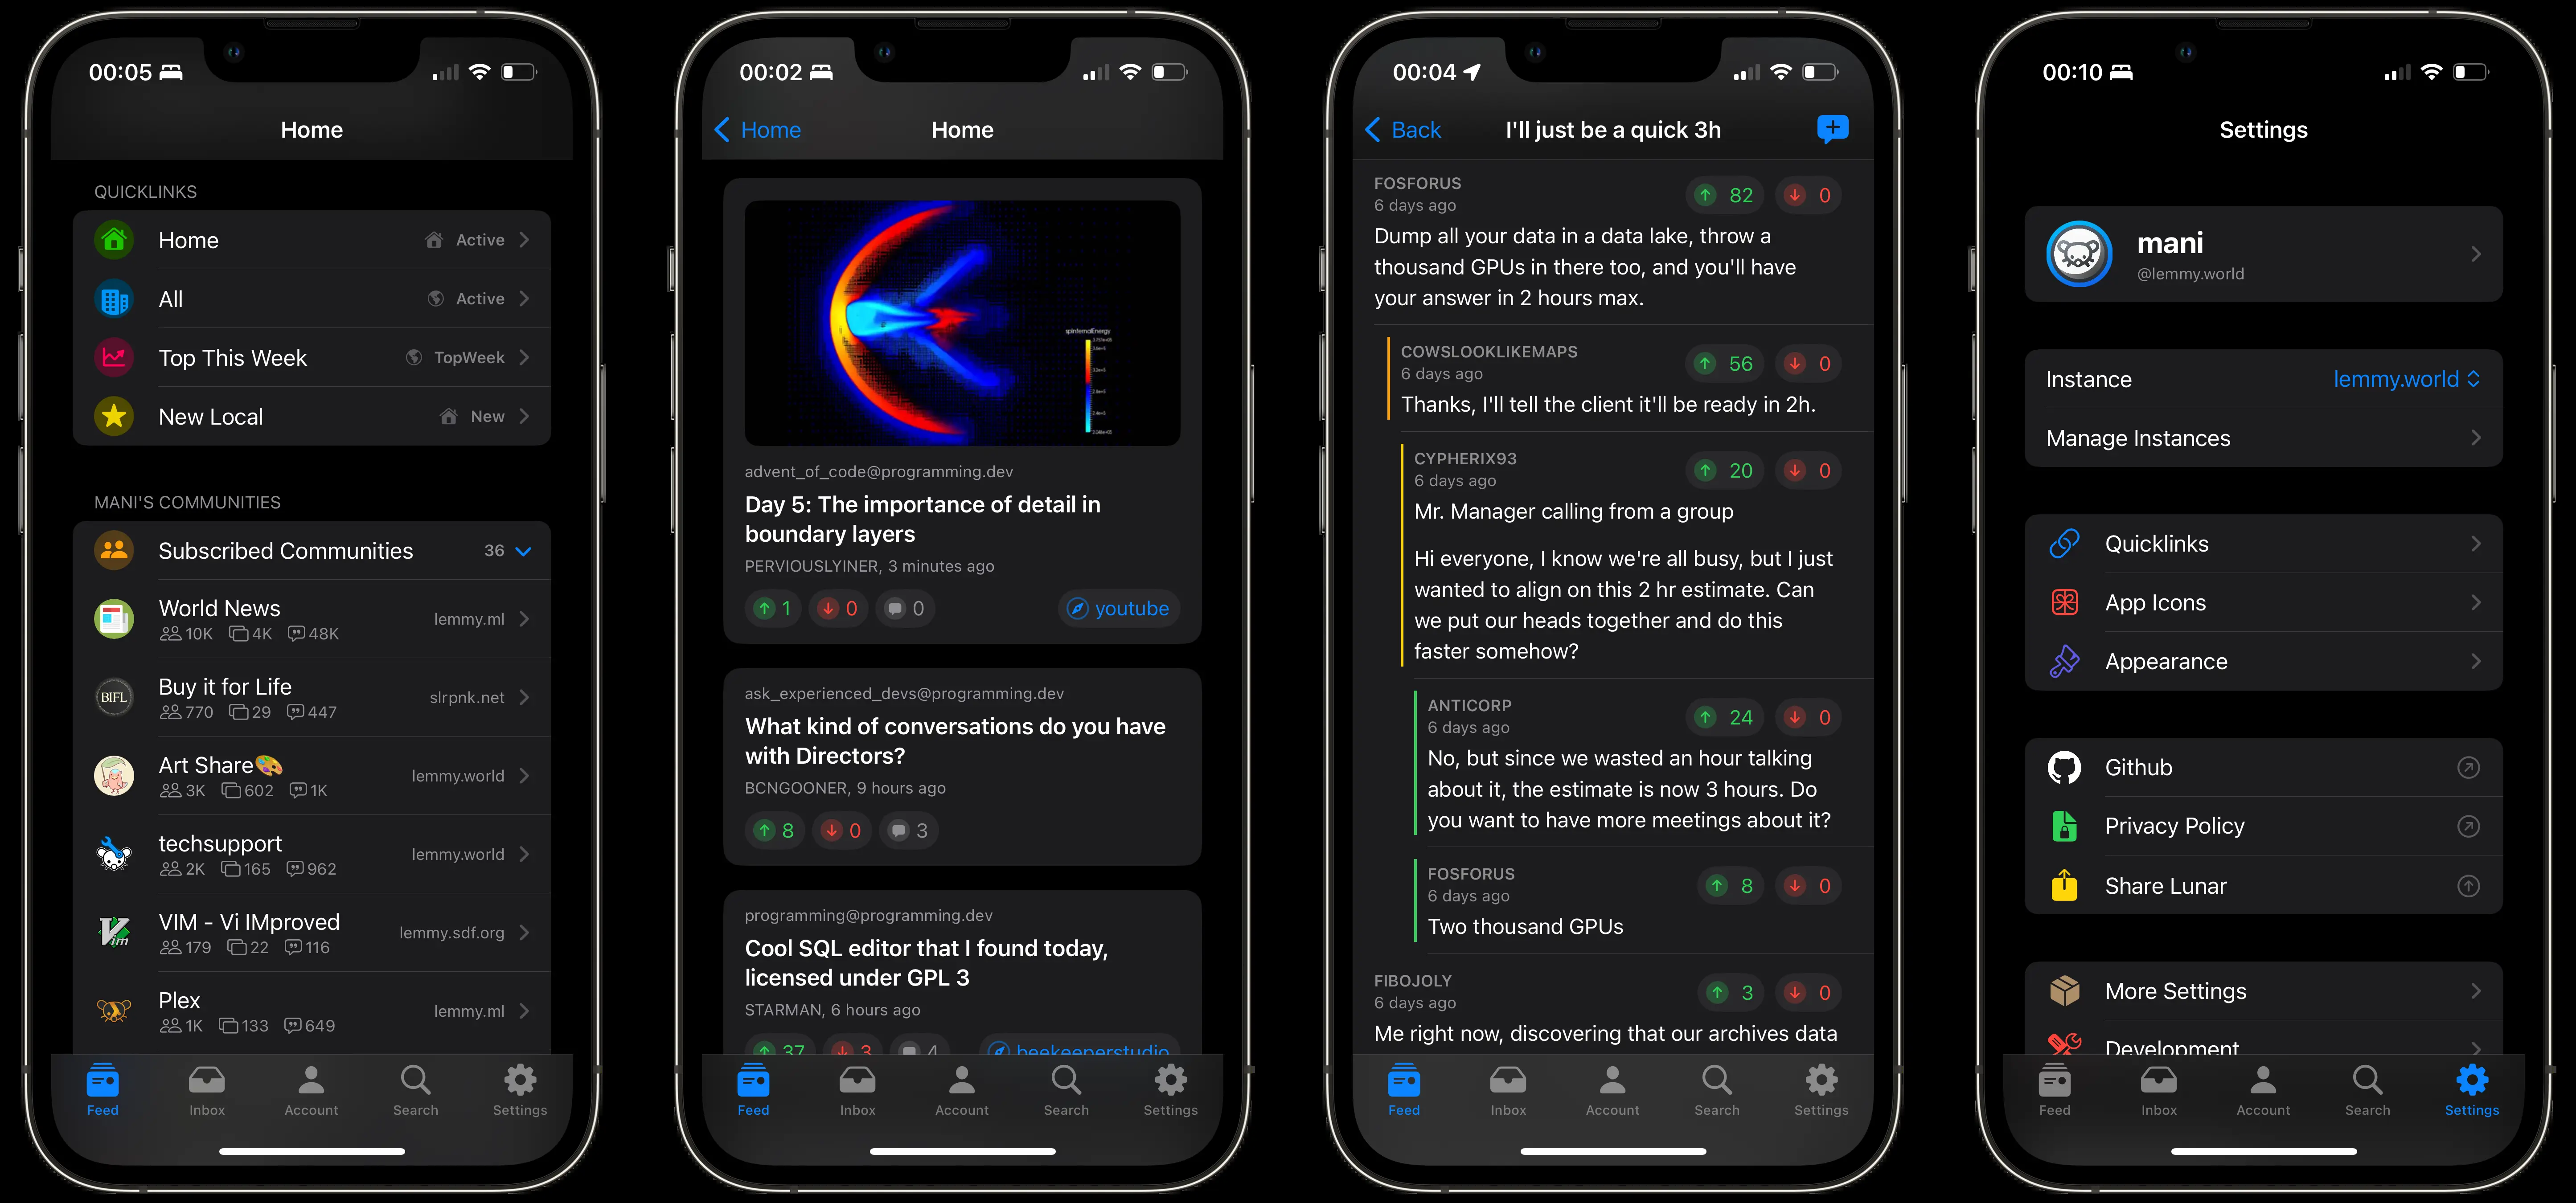 00:05
Home
QUICKLINKS
Home Active
All Active
Top This Week TopWeek
New Local New
MANI'S COMMUNITIES
Subscribed Communities 36
World News
10K 4K 48K
lemmy.ml
BIFL
Buy it for Life
770 29 447
slrpnk.net
Art Share🎨
3K 602 1K
lemmy.world
techsupport
2K 165 962
lemmy.world
Vim
VIM - Vi IMproved
179 22 116
lemmy.sdf.org
Plex
1K 133 649
lemmy.ml
Feed Inbox Account Search Settings
00:02
Home Home
spInternalEnergy
advent_of_code@programming.dev
Day 5: The importance of detail in
boundary layers
PERVIOUSLYINER, 3 minutes ago
1 0 0 youtube
ask_experienced_devs@programming.dev
What kind of conversations do you have
with Directors?
BCNGOONER, 9 hours ago
8 0 3
programming@programming.dev
Cool SQL editor that I found today,
licensed under GPL 3
STARMAN, 6 hours ago
37 3 4 beekeeperstudio
Feed Inbox Account Search Settings
00:04
Back I'll just be a quick 3h
FOSFORUS
6 days ago
82 0
Dump all your data in a data lake, throw a
thousand GPUs in there too, and you'll have
your answer in 2 hours max.
COWSLOOKLIKEMAPS
6 days ago
56 0
Thanks, I'll tell the client it'll be ready in 2h.
CYPHERIX93
6 days ago
20 0
Mr. Manager calling from a group
Hi everyone, I know we're all busy, but I just
wanted to align on this 2 hr estimate. Can
we put our heads together and do this
faster somehow?
ANTICORP
6 days ago
24 0
No, but since we wasted an hour talking
about it, the estimate is now 3 hours. Do
you want to have more meetings about it?
FOSFORUS
6 days ago
8 0
Two thousand GPUs
FIBOJOLY
6 days ago
3 0
Me right now, discovering that our archives data
Feed Inbox Account Search Settings
00:10
Settings
mani
@lemmy.world
Instance lemmy.world
Manage Instances
Quicklinks
App Icons
Appearance
Github
Privacy Policy
Share Lunar
More Settings
Development
Feed Inbox Account Search Settings